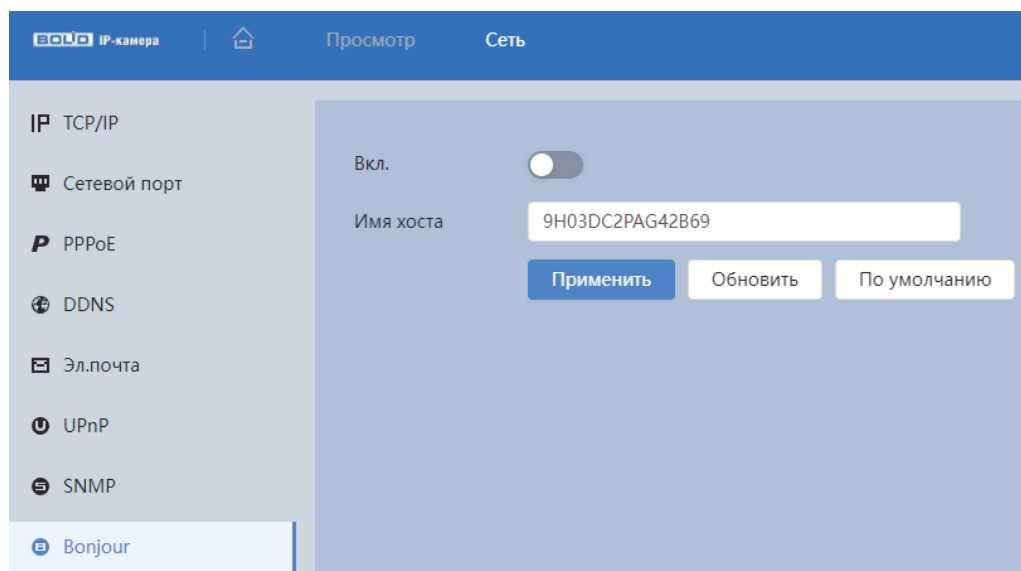 BOLID IP-камера
Просмотр
Сеть
TCP/IP
Сетевой порт
PPPoE
DDNS
Эл.почта
UPnP
SNMP
Bonjour
Вкл.
Имя хоста
9H03DC2PAG42B69
Применить
Обновить
По умолчанию